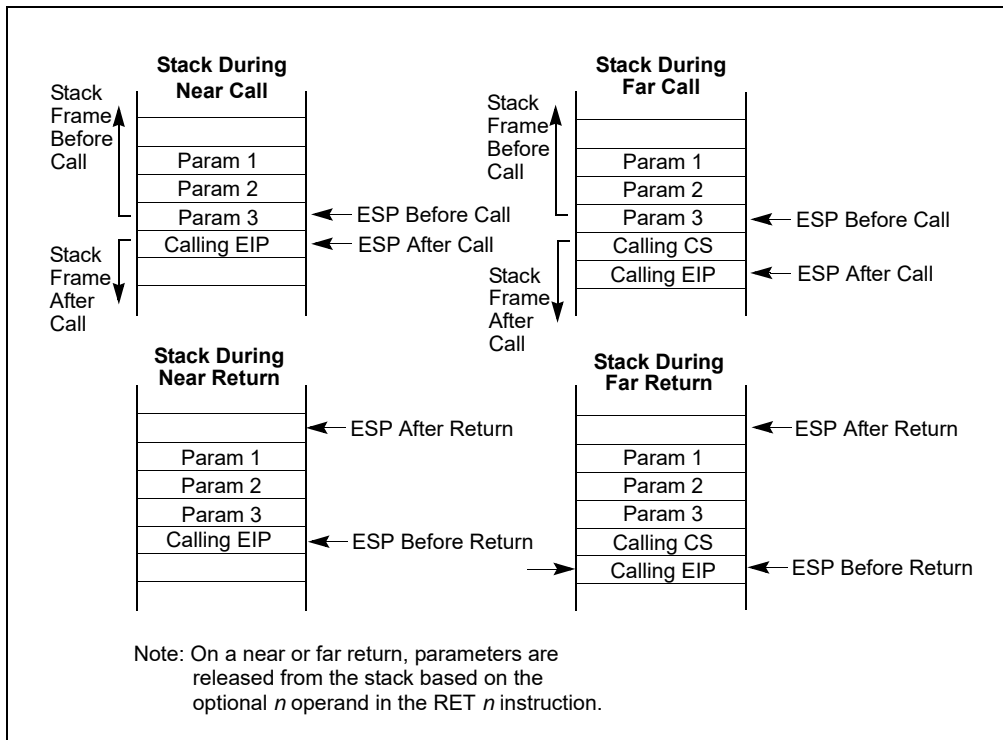 Stack During
Near Call
Stack
Frame
Before
Call
Param 1
Param 2
Param 3
ESP Before Call
Calling EIP
ESP After Call
Stack
Frame
After
Call
Stack During
Far Call
Stack
Frame
Before
Call
Param 1
Param 2
Param 3
ESP Before Call
Calling CS
Calling EIP
ESP After Call
Stack
Frame
After
Call
Stack During
Near Return
ESP After Return
Param 1
Param 2
Param 3
Calling EIP
ESP Before Return
Stack During
Far Return
ESP After Return
Param 1
Param 2
Param 3
Calling CS
Calling EIP
ESP Before Return
Note: On a near or far return, parameters are
released from the stack based on the
optional n operand in the RET n instruction.